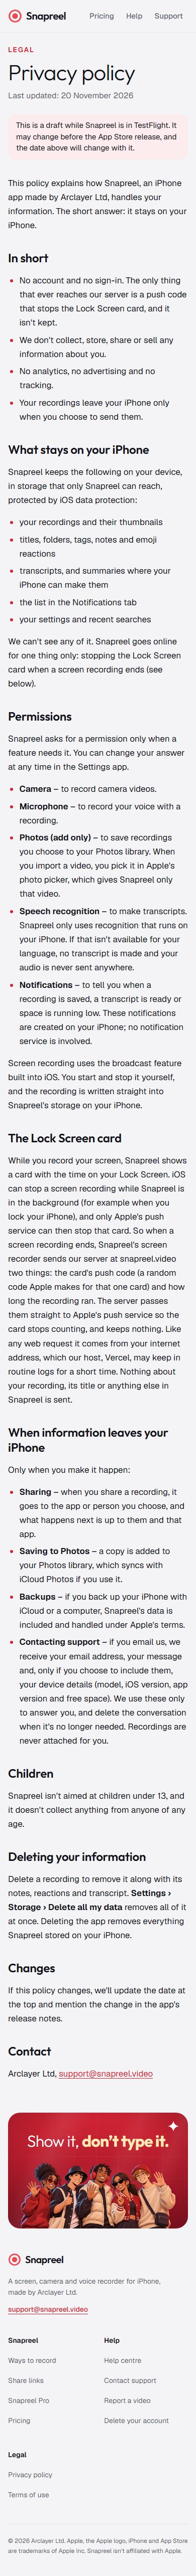 Snapreel Pricing Help Support
LEGAL
Privacy policy
Last updated: 20 November 2026
This is a draft while Snapreel is in TestFlight. It
may change before the App Store release, and
the date above will change with it.
This policy explains how Snapreel, an iPhone
app made by Arclayer Ltd, handles your
information. The short answer: it stays on your
iPhone.
In short
No account and no sign-in. The only thing
that ever reaches our server is a push code
that stops the Lock Screen card, and it
isn't kept.
We don't collect, store, share or sell any
information about you.
No analytics, no advertising and no
tracking.
Your recordings leave your iPhone only
when you choose to send them.
What stays on your iPhone
Snapreel keeps the following on your device,
in storage that only Snapreel can reach,
protected by iOS data protection:
your recordings and their thumbnails
titles, folders, tags, notes and emoji
reactions
transcripts, and summaries where your
iPhone can make them
the list in the Notifications tab
your settings and recent searches
We can't see any of it. Snapreel goes online
for one thing only: stopping the Lock Screen
card when a screen recording ends (see
below).
Permissions
Snapreel asks for a permission only when a
feature needs it. You can change your answer
at any time in the Settings app.
Camera – to record camera videos.
Microphone – to record your voice with a
recording.
Photos (add only) – to save recordings
you choose to your Photos library. When
you import a video, you pick it in Apple's
photo picker, which gives Snapreel only
that video.
Speech recognition – to make transcripts.
Snapreel only uses recognition that runs on
your iPhone. If that isn't available for your
language, no transcript is made and your
audio is never sent anywhere.
Notifications – to tell you when a
recording is saved, a transcript is ready or
space is running low. These notifications
are created on your iPhone; no notification
service is involved.
Screen recording uses the broadcast feature
built into iOS. You start and stop it yourself,
and the recording is written straight into
Snapreel's storage on your iPhone.
The Lock Screen card
While you record your screen, Snapreel shows
a card with the time on your Lock Screen. iOS
can stop a screen recording while Snapreel is
in the background (for example when you
lock your iPhone), and only Apple's push
service can then stop that card. So when a
screen recording ends, Snapreel's screen
recorder sends our server at snapreel.video
two things: the card's push code (a random
code Apple makes for that one card) and how
long the recording ran. The server passes
them straight to Apple's push service so the
card stops counting, and keeps nothing. Like
any web request it comes from your internet
address, which our host, Vercel, may keep in
routine logs for a short time. Nothing about
your recording, its title or anything else in
Snapreel is sent.
When information leaves your
iPhone
Only when you make it happen:
Sharing – when you share a recording, it
goes to the app or person you choose, and
what happens next is up to them and that
app.
Saving to Photos – a copy is added to
your Photos library, which syncs with
iCloud Photos if you use it.
Backups – if you back up your iPhone with
iCloud or a computer, Snapreel's data is
included and handled under Apple's terms.
Contacting support – if you email us, we
receive your email address, your message
and, only if you choose to include them,
your device details (model, iOS version, app
version and free space). We use these only
to answer you, and delete the conversation
when it's no longer needed. Recordings are
never attached for you.
Children
Snapreel isn't aimed at children under 13, and
it doesn't collect anything from anyone of any
age.
Deleting your information
Delete a recording to remove it along with its
notes, reactions and transcript. Settings ›
Storage › Delete all my data removes all of it
at once. Deleting the app removes everything
Snapreel stored on your iPhone.
Changes
If this policy changes, we'll update the date at
the top and mention the change in the app's
release notes.
Contact
Arclayer Ltd, support@snapreel.video
Show it, don't type it.
Snapreel
A screen, camera and voice recorder for iPhone,
made by Arclayer Ltd.
support@snapreel.video
Snapreel
Ways to record
Share links
Snapreel Pro
Pricing
Help
Help centre
Contact support
Report a video
Delete your account
Legal
Privacy policy
Terms of use
© 2026 Arclayer Ltd. Apple, the Apple logo, iPhone and App Store
are trademarks of Apple Inc. Snapreel isn't affiliated with Apple.